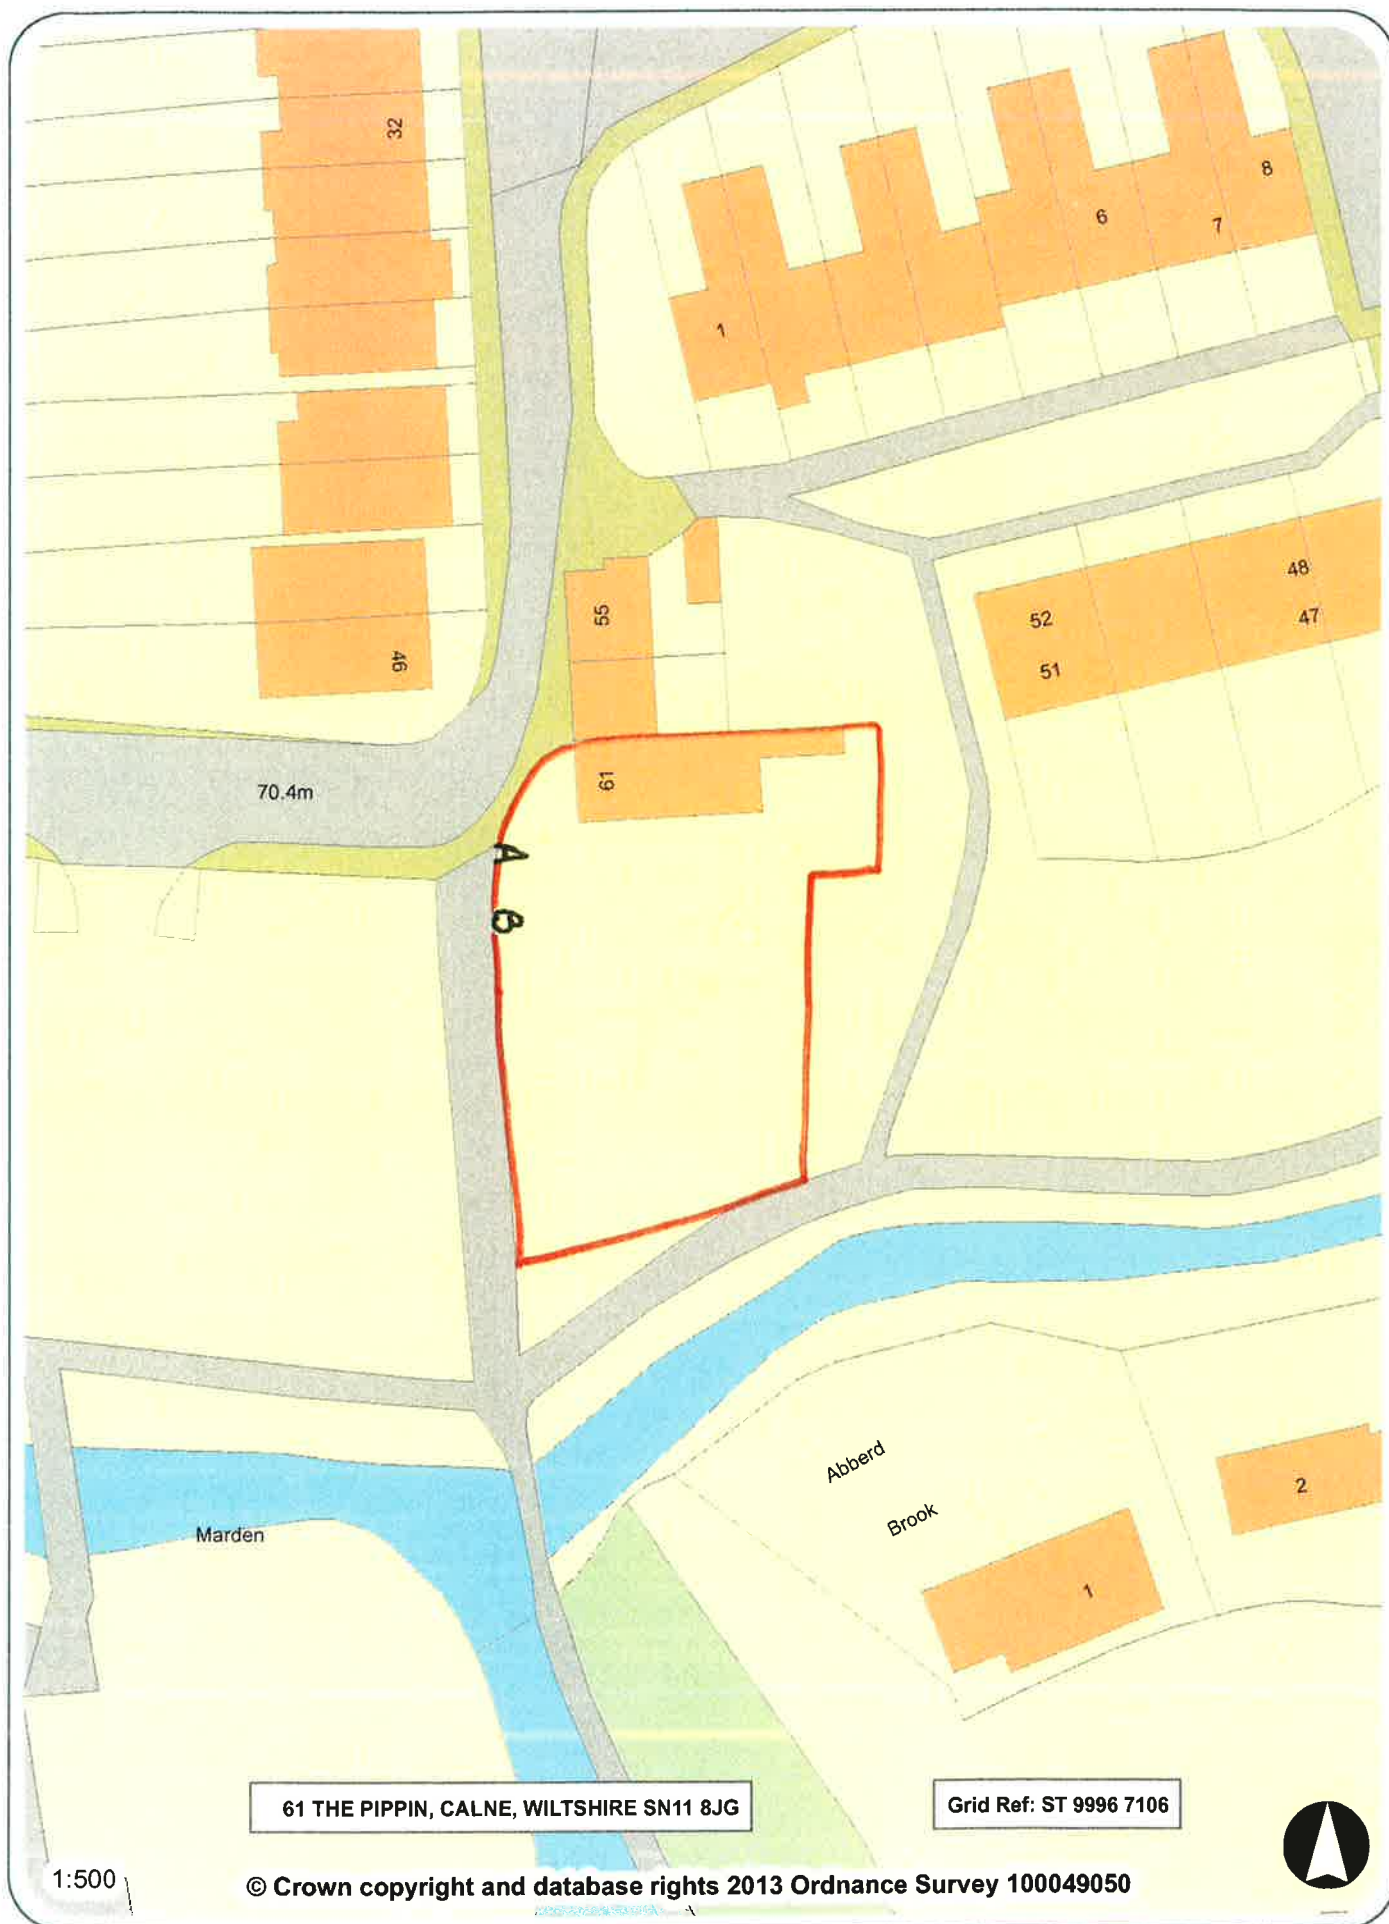 32
8
6
7
1
48
55
52
47
46
51
61
70.4m
A
B
Abberd
Brook
2
Marden
1
61 THE PIPPIN, CALNE, WILTSHIRE SN11 8JG
Grid Ref: ST 9996 7106
1:500
© Crown copyright and database rights 2013 Ordnance Survey 100049050